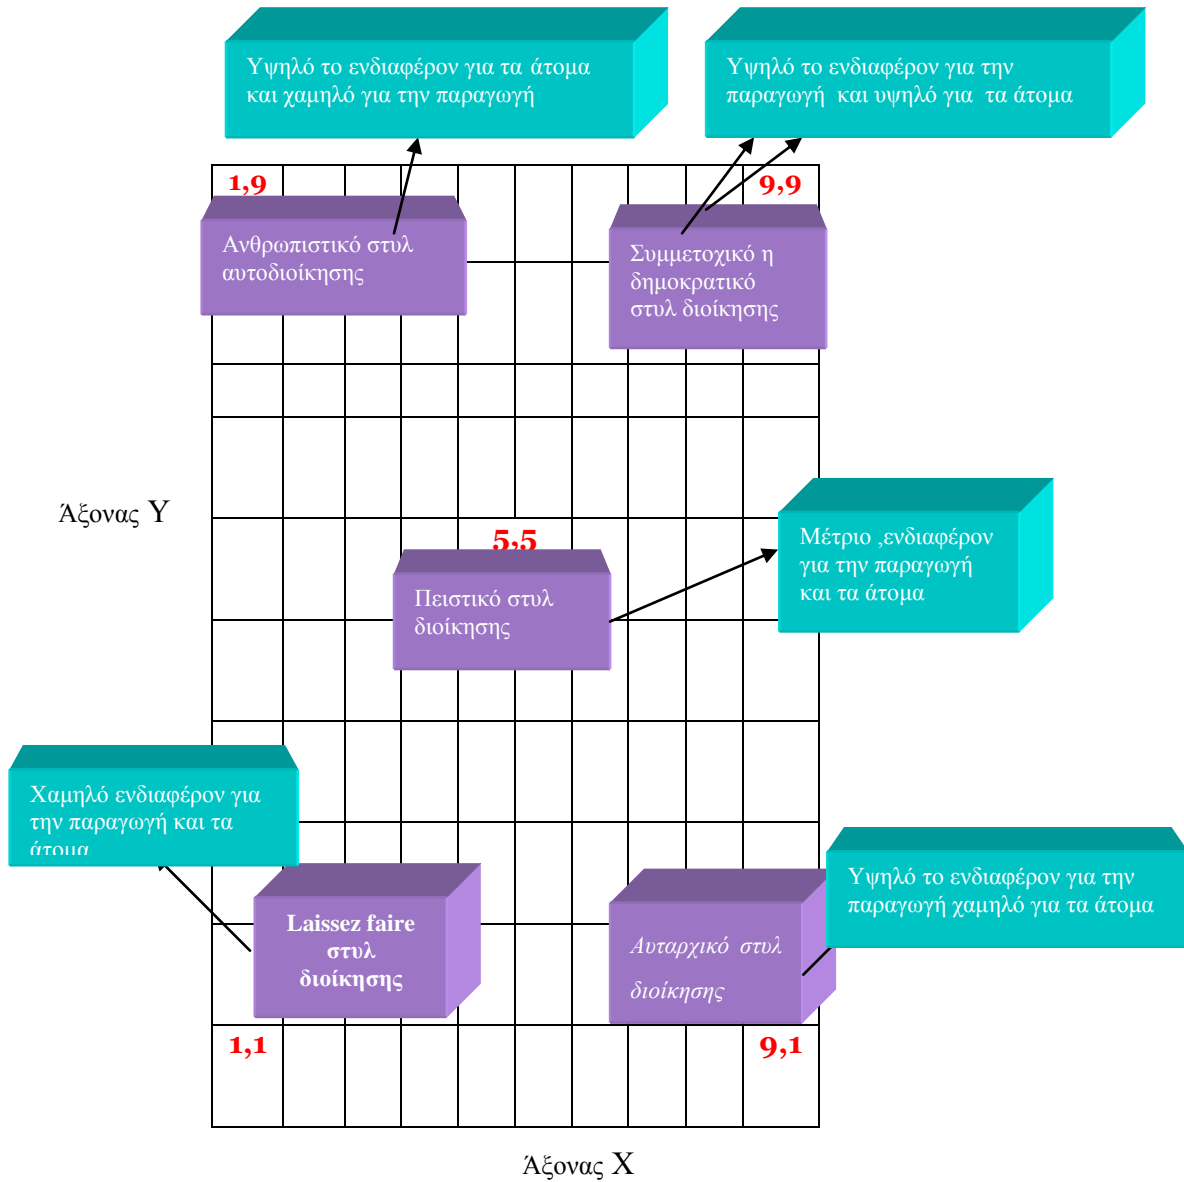 Υψηλό το ενδιαφέρον για τα άτομα
και χαμηλό για την παραγωγή
Υψηλό το ενδιαφέρον για την
παραγωγή και υψηλό για τα άτομα
1,9
9,9
Ανθρωπιστικό στυλ
αυτοδιοίκησης
Συμμετοχικό η
δημοκρατικό
στυλ διοίκησης
Άξονας Υ
5,5
Πειστικό στυλ
διοίκησης
Μέτριο ,ενδιαφέρον
για την παραγωγή
και τα άτομα
Χαμηλό ενδιαφέρον για
την παραγωγή και τα
άτομα
Laissez faire
στυλ
διοίκησης
Αυταρχικό στυλ
διοίκησης
Υψηλό το ενδιαφέρον για την
παραγωγή χαμηλό για τα άτομα
1,1
9,1
Άξονας Χ